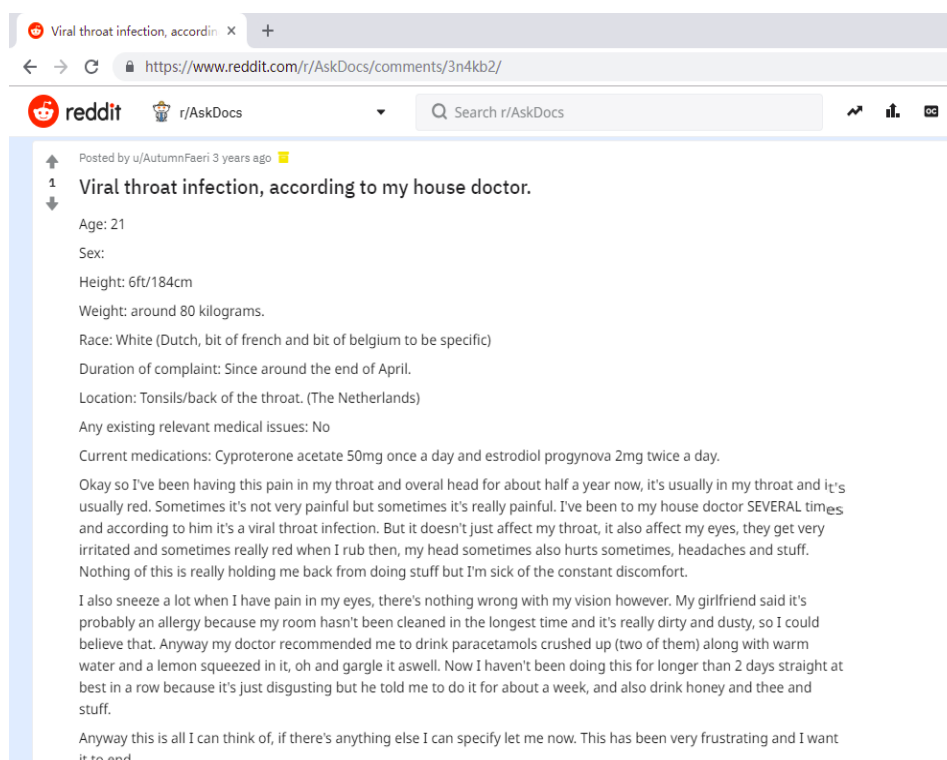 Viral throat infection, accordin
https://www.reddit.com/r/AskDocs/comments/3n4kb2/
reddit r/AskDocs Search r/AskDocs
Posted by u/AutumnFaeri 3 years ago
1
Viral throat infection, according to my house doctor.
Age: 21
Sex:
Height: 6ft/184cm
Weight: around 80 kilograms.
Race: White (Dutch, bit of french and bit of belgium to be specific)
Duration of complaint: Since around the end of April.
Location: Tonsils/back of the throat. (The Netherlands)
Any existing relevant medical issues: No
Current medications: Cyproterone acetate 50mg once a day and estrodiol progynova 2mg twice a day.
Okay so I've been having this pain in my throat and overal head for about half a year now, it's usually in my throat and it's
usually red. Sometimes it's not very painful but sometimes it's really painful. I've been to my house doctor SEVERAL times
and according to him it's a viral throat infection. But it doesn't just affect my throat, it also affect my eyes, they get very
irritated and sometimes really red when I rub then, my head sometimes also hurts sometimes, headaches and stuff.
Nothing of this is really holding me back from doing stuff but I'm sick of the constant discomfort.
I also sneeze a lot when I have pain in my eyes, there's nothing wrong with my vision however. My girlfriend said it's
probably an allergy because my room hasn't been cleaned in the longest time and it's really dirty and dusty, so I could
believe that. Anyway my doctor recommended me to drink paracetamols crushed up (two of them) along with warm
water and a lemon squeezed in it, oh and gargle it aswell. Now I haven't been doing this for longer than 2 days straight at
best in a row because it's just disgusting but he told me to do it for about a week, and also drink honey and thee and
stuff.
Anyway this is all I can think of, if there's anything else I can specify let me now. This has been very frustrating and I want
it to end